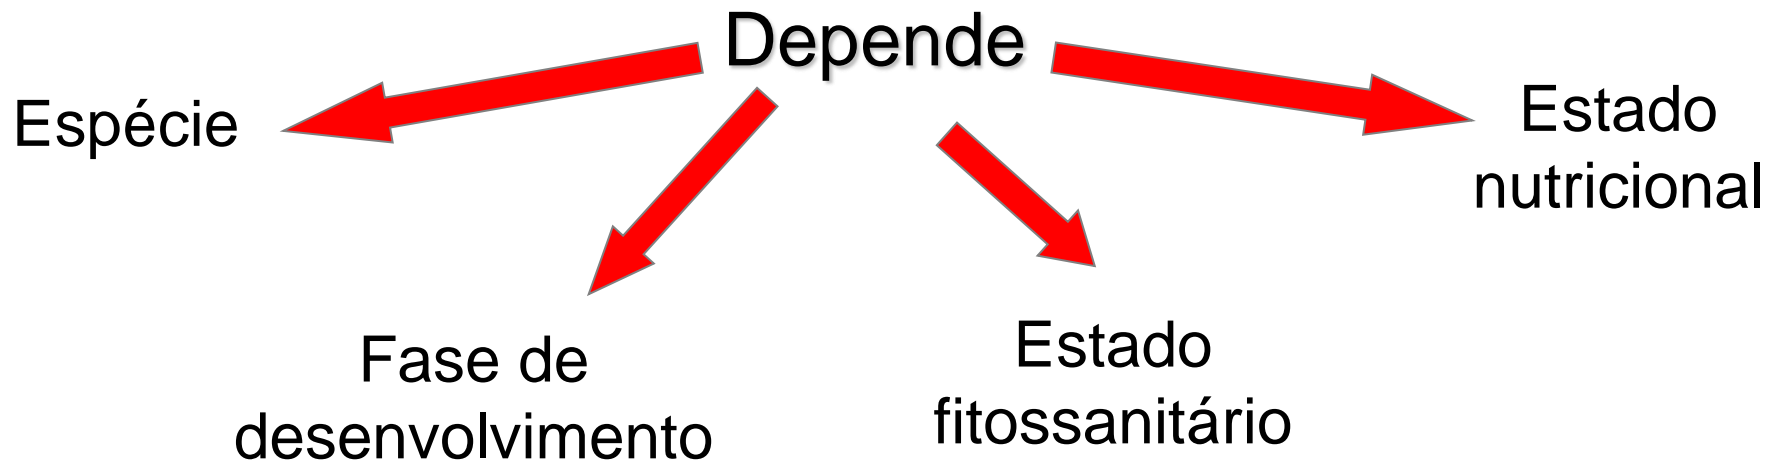 Depende
Espécie
Estado
nutricional
Fase de
desenvolvimento
Estado
fitossanitário